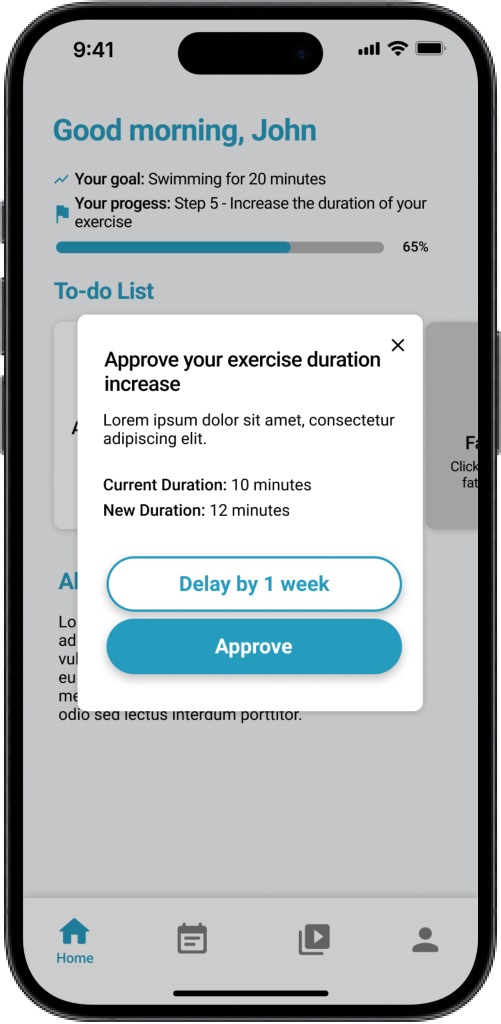 9:41
Good morning, John
Your goal: Swimming for 20 minutes
Your progess: Step 5 - Increase the duration of your
exercise
65%
To-do List
Approve your exercise duration
increase
Lorem ipsum dolor sit amet, consectetur
adipiscing elit.
Current Duration: 10 minutes
New Duration: 12 minutes
Delay by 1 week
Approve
Click
fat
Lo
ad
vul
eu
me
odio sed lectus interdum porttitor.
Home